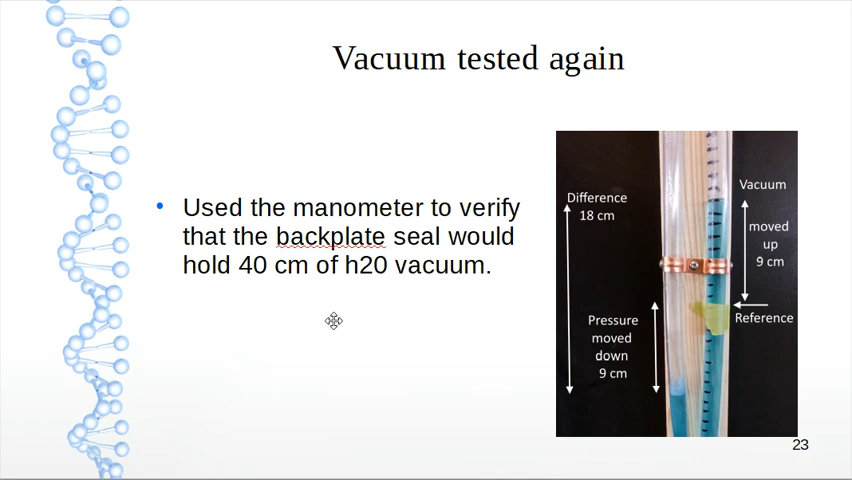 Vacuum tested again
• Used the manometer to verify
that the backplate seal would
hold 40 cm of h20 vacuum.
Difference
18 cm
Vacuum
moved
up
9 cm
Reference
Pressure
moved
down
9 cm
23